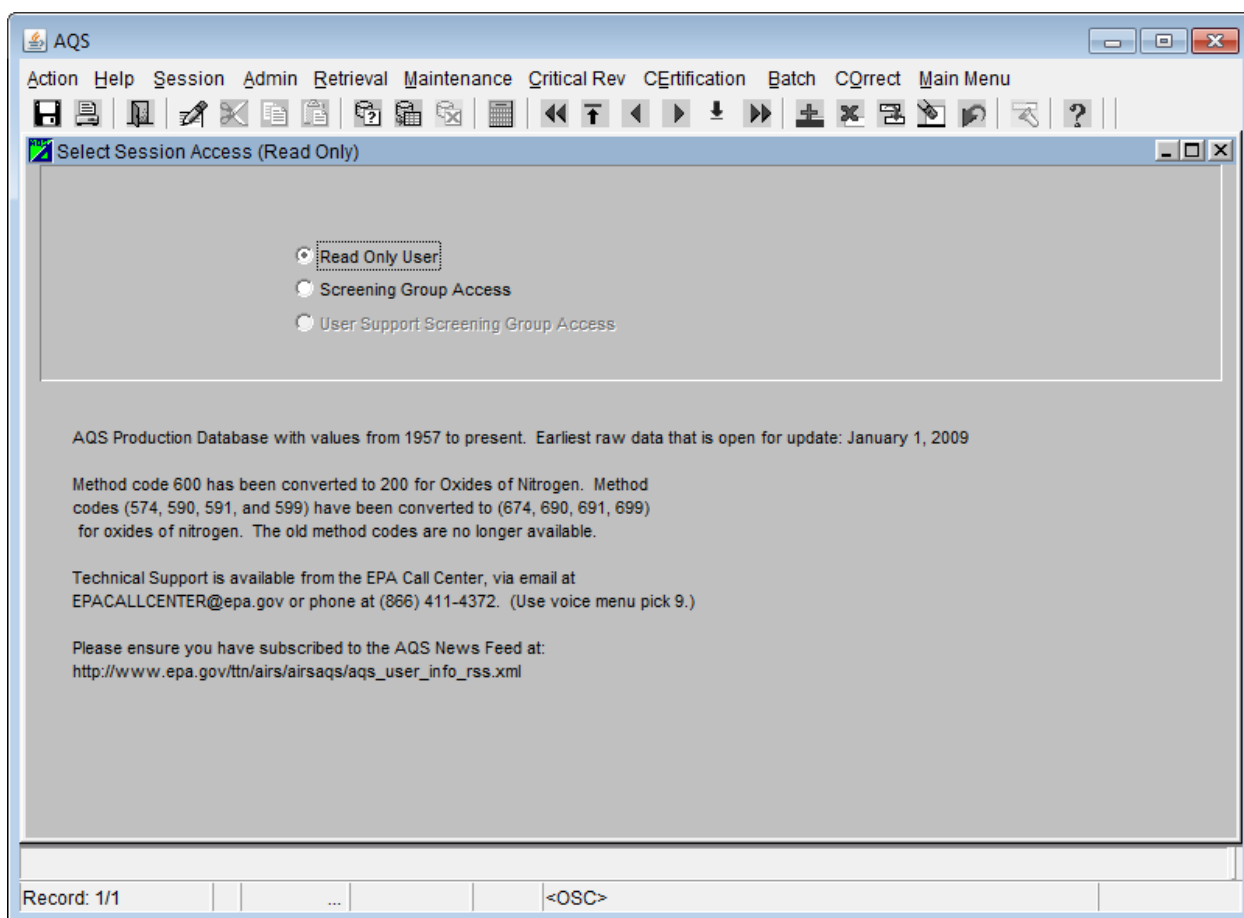 AQS
Action Help Session Admin Retrieval Maintenance Critical Rev CErtification Batch COrrect Main Menu
Select Session Access (Read Only)
Read Only User
Screening Group Access
User Support Screening Group Access
AQS Production Database with values from 1957 to present. Earliest raw data that is open for update: January 1, 2009
Method code 600 has been converted to 200 for Oxides of Nitrogen. Method
codes (574, 590, 591, and 599) have been converted to (674, 690, 691, 699)
for oxides of nitrogen. The old method codes are no longer available.
Technical Support is available from the EPA Call Center, via email at
EPACALLCENTER@epa.gov or phone at (866) 411-4372. (Use voice menu pick 9.)
Please ensure you have subscribed to the AQS News Feed at:
http://www.epa.gov/ttn/airs/airsaqs/aqs_user_info_rss.xml
Record: 1/1 ... <OSC>